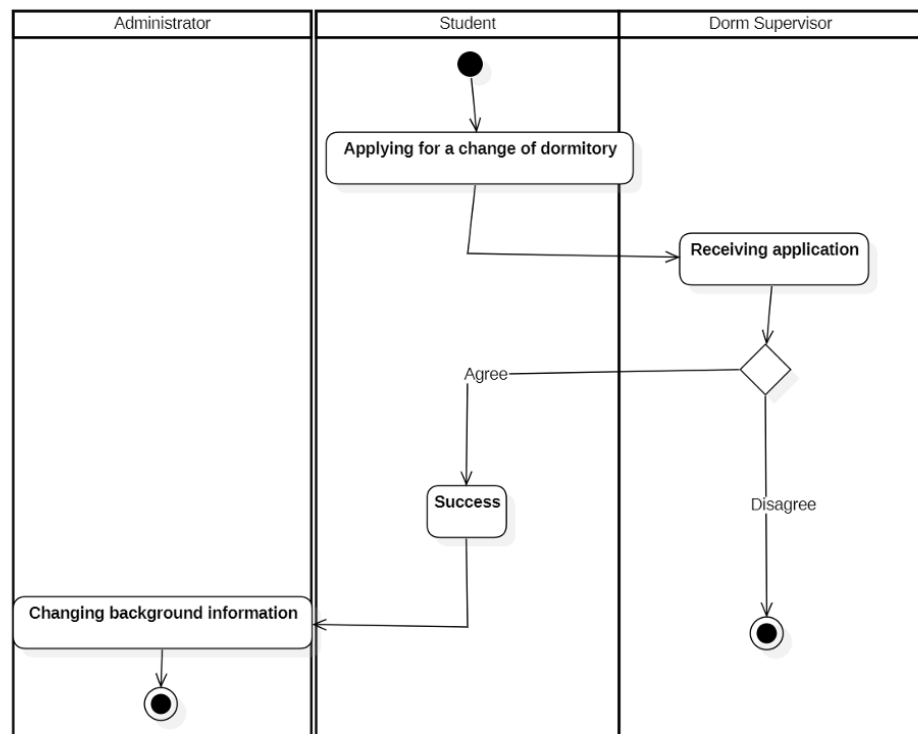 Administrator
Student
Dorm Supervisor
Applying for a change of dormitory
Receiving application
Agree
Disagree
Success
Changing background information